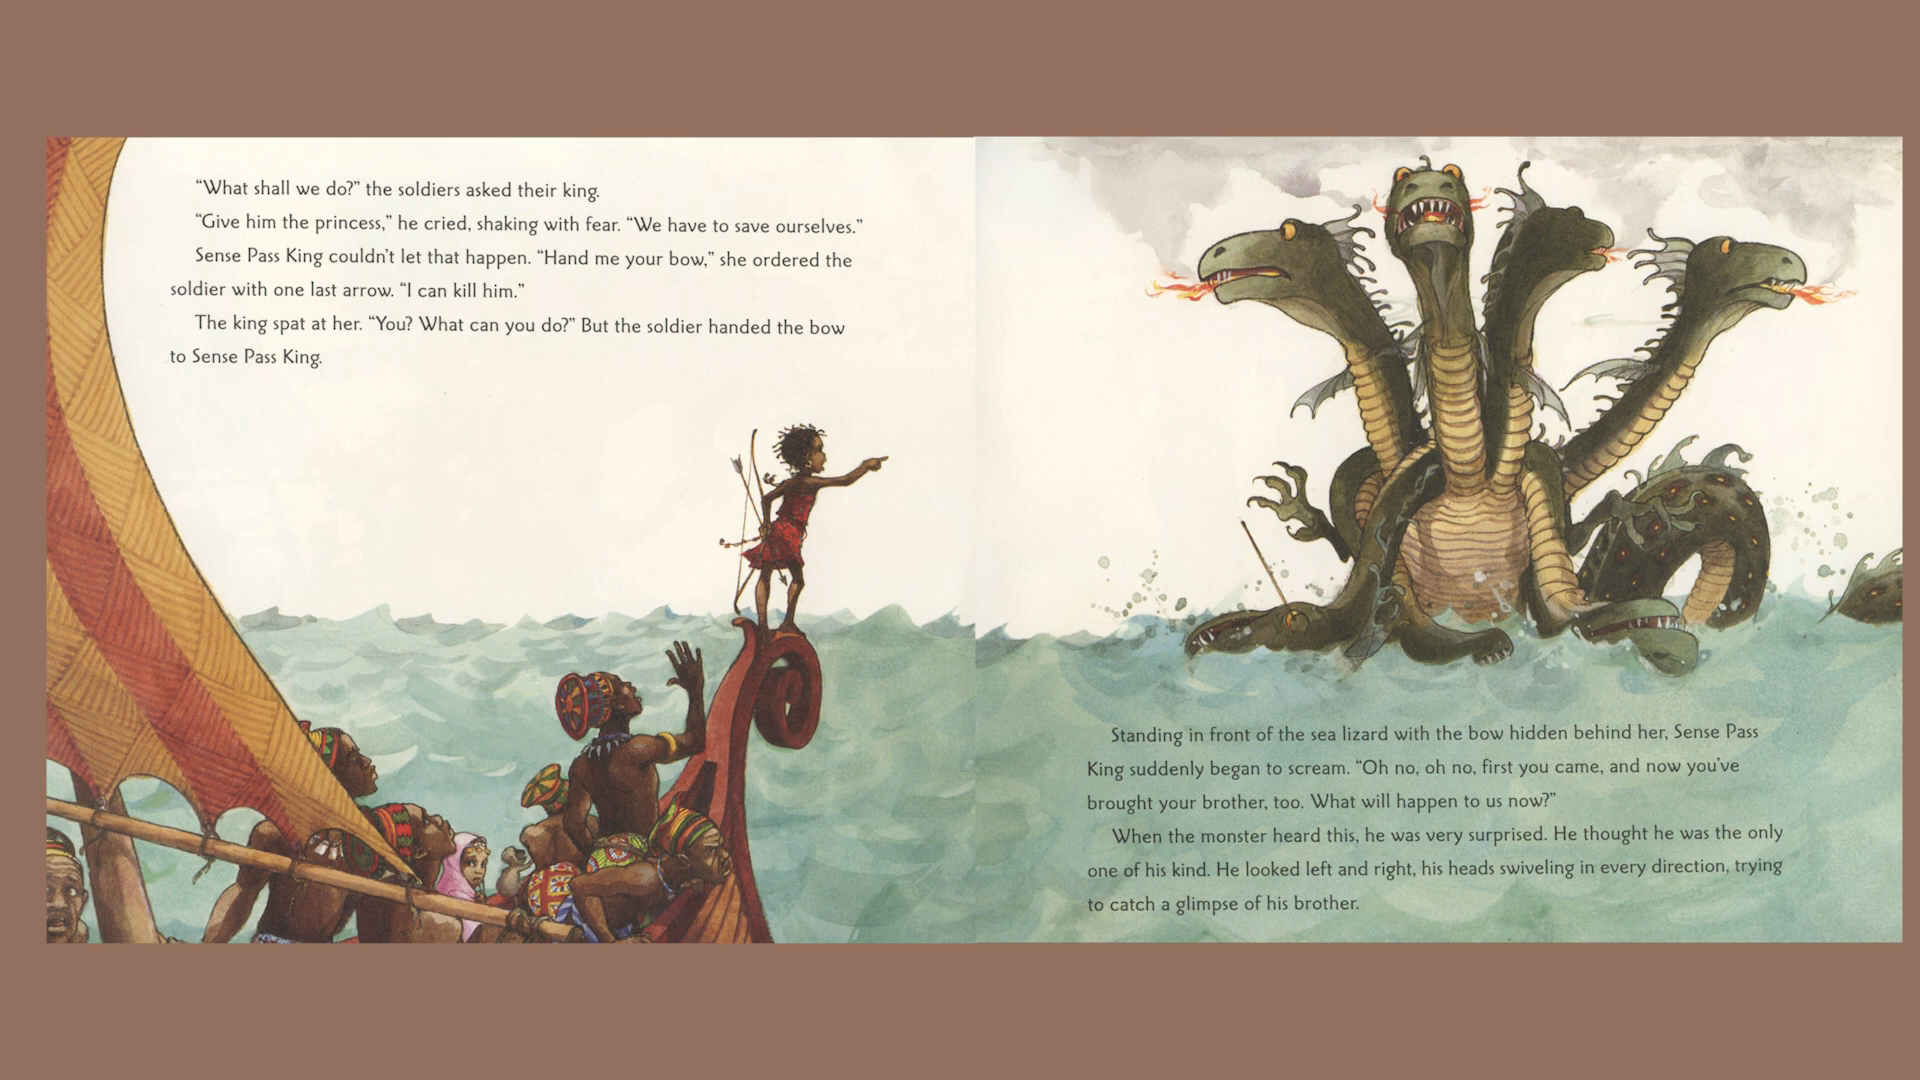 “What shall we do?” the soldiers asked their king.
“Give him the princess,” he cried, shaking with fear. “We have to save ourselves.”
Sense Pass King couldn’t let that happen. “Hand me your bow,” she ordered the
soldier with one last arrow. “I can kill him.”
The king spat at her. “You? What can you do?” But the soldier handed the bow
to Sense Pass King.
Standing in front of the sea lizard with the bow hidden behind her, Sense Pass
King suddenly began to scream. “Oh no, oh no, first you came, and now you’ve
brought your brother, too. What will happen to us now?”
When the monster heard this, he was very surprised. He thought he was the only
one of his kind. He looked left and right, his heads swiveling in every direction, trying
to catch a glimpse of his brother.